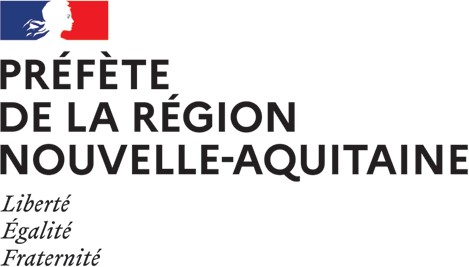 PRÉFÈTE
DE LA RÉGION
NOUVELLE-AQUITAINE
Liberté
Égalité
Fraternité